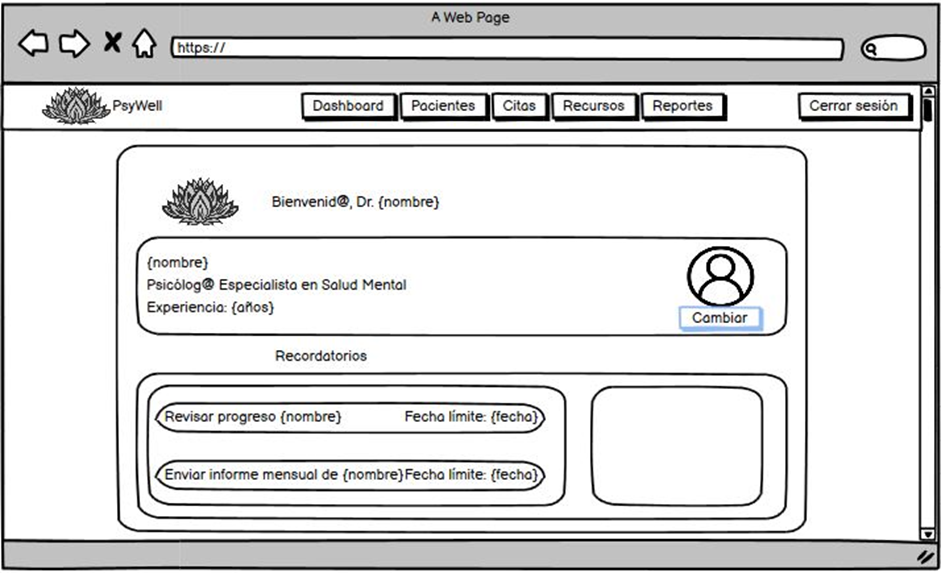 A Web Page
https://
PsyWell
Dashboard
Pacientes
Citas
Recursos
Reportes
Cerrar sesión
Bienvenid@, Dr. {nombre}
{nombre}
Psicólog@ Especialista en Salud Mental
Experiencia: {años}
Cambiar
Recordatorios
Revisar progreso {nombre} Fecha límite: {fecha}
Enviar informe mensual de {nombre} Fecha límite: {fecha}